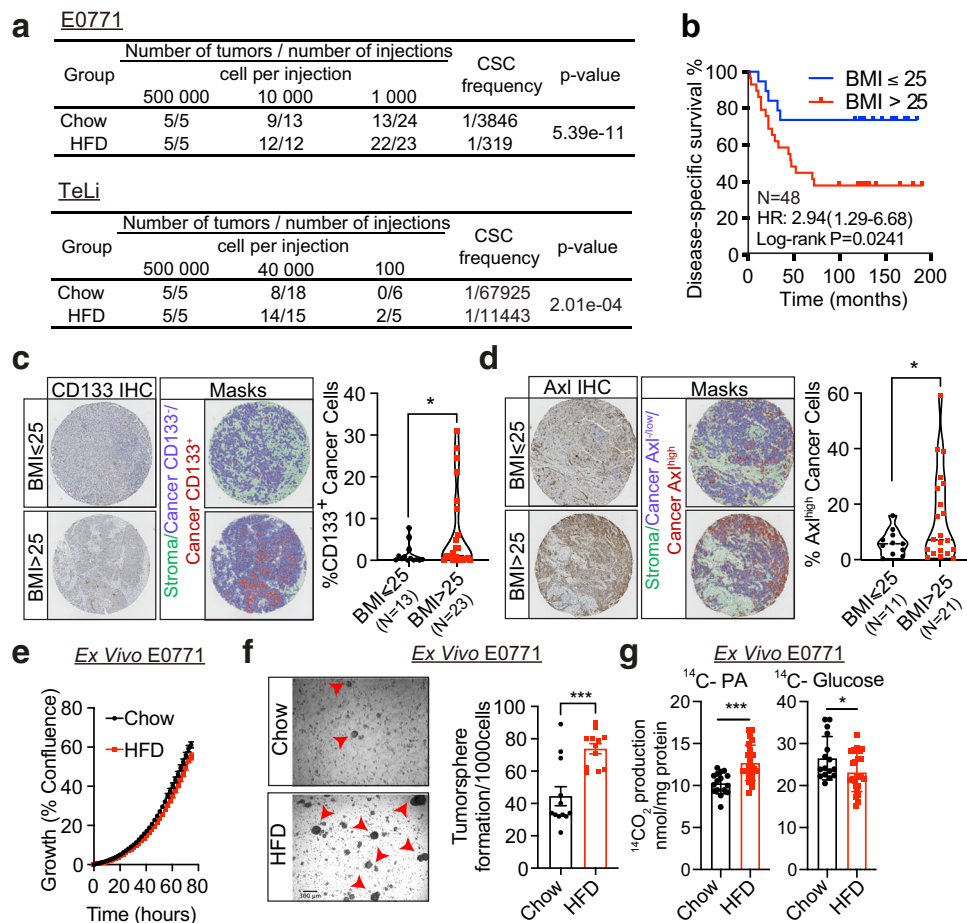 a E0771
Number of tumors / number of injections
Group cell per injection CSC frequency p-value
500 000 10 000 1 000
Chow 5/5 9/13 13/24 1/3846 5.39e-11
HFD 5/5 12/12 22/23 1/319
TeLi
Number of tumors / number of injections
Group cell per injection CSC frequency p-value
500 000 40 000 100
Chow 5/5 8/18 0/6 1/67925 2.01e-04
HFD 5/5 14/15 2/5 1/11443
b
Disease-specific survival %
100
80
60
40
20
0
BMI ≤ 25
BMI > 25
N=48
HR: 2.94(1.29-6.68)
Log-rank P=0.0241
0 50 100 150 200
Time (months)
c
CD133 IHC Masks
BMI≤25
BMI>25
Stroma/Cancer CD133⁻/
Cancer CD133⁺
%CD133⁺ Cancer Cells
40
30
20
10
0
*
BMI≤25
(N=13)
BMI>25
(N=23)
d
Axl IHC Masks
BMI≤25
BMI>25
Stroma/Cancer Axl⁻/low/
Cancer Axlhigh
% Axlhigh Cancer Cells
60
40
20
0
*
BMI≤25
(N=11)
BMI>25
(N=21)
e Ex Vivo E0771
Growth (% Confluence)
80
60
40
20
0
Chow
HFD
0 20 40 60 80
Time (hours)
f Ex Vivo E0771
Chow
HFD
300 µm
Tumorsphere
formation/1000cells
100
80
60
40
20
0
***
Chow
HFD
g Ex Vivo E0771
¹⁴C- PA ¹⁴C- Glucose
¹⁴CO₂ production
nmol/mg protein
20
15
10
5
0
***
Chow
HFD
40
30
20
10
0
*
Chow
HFD